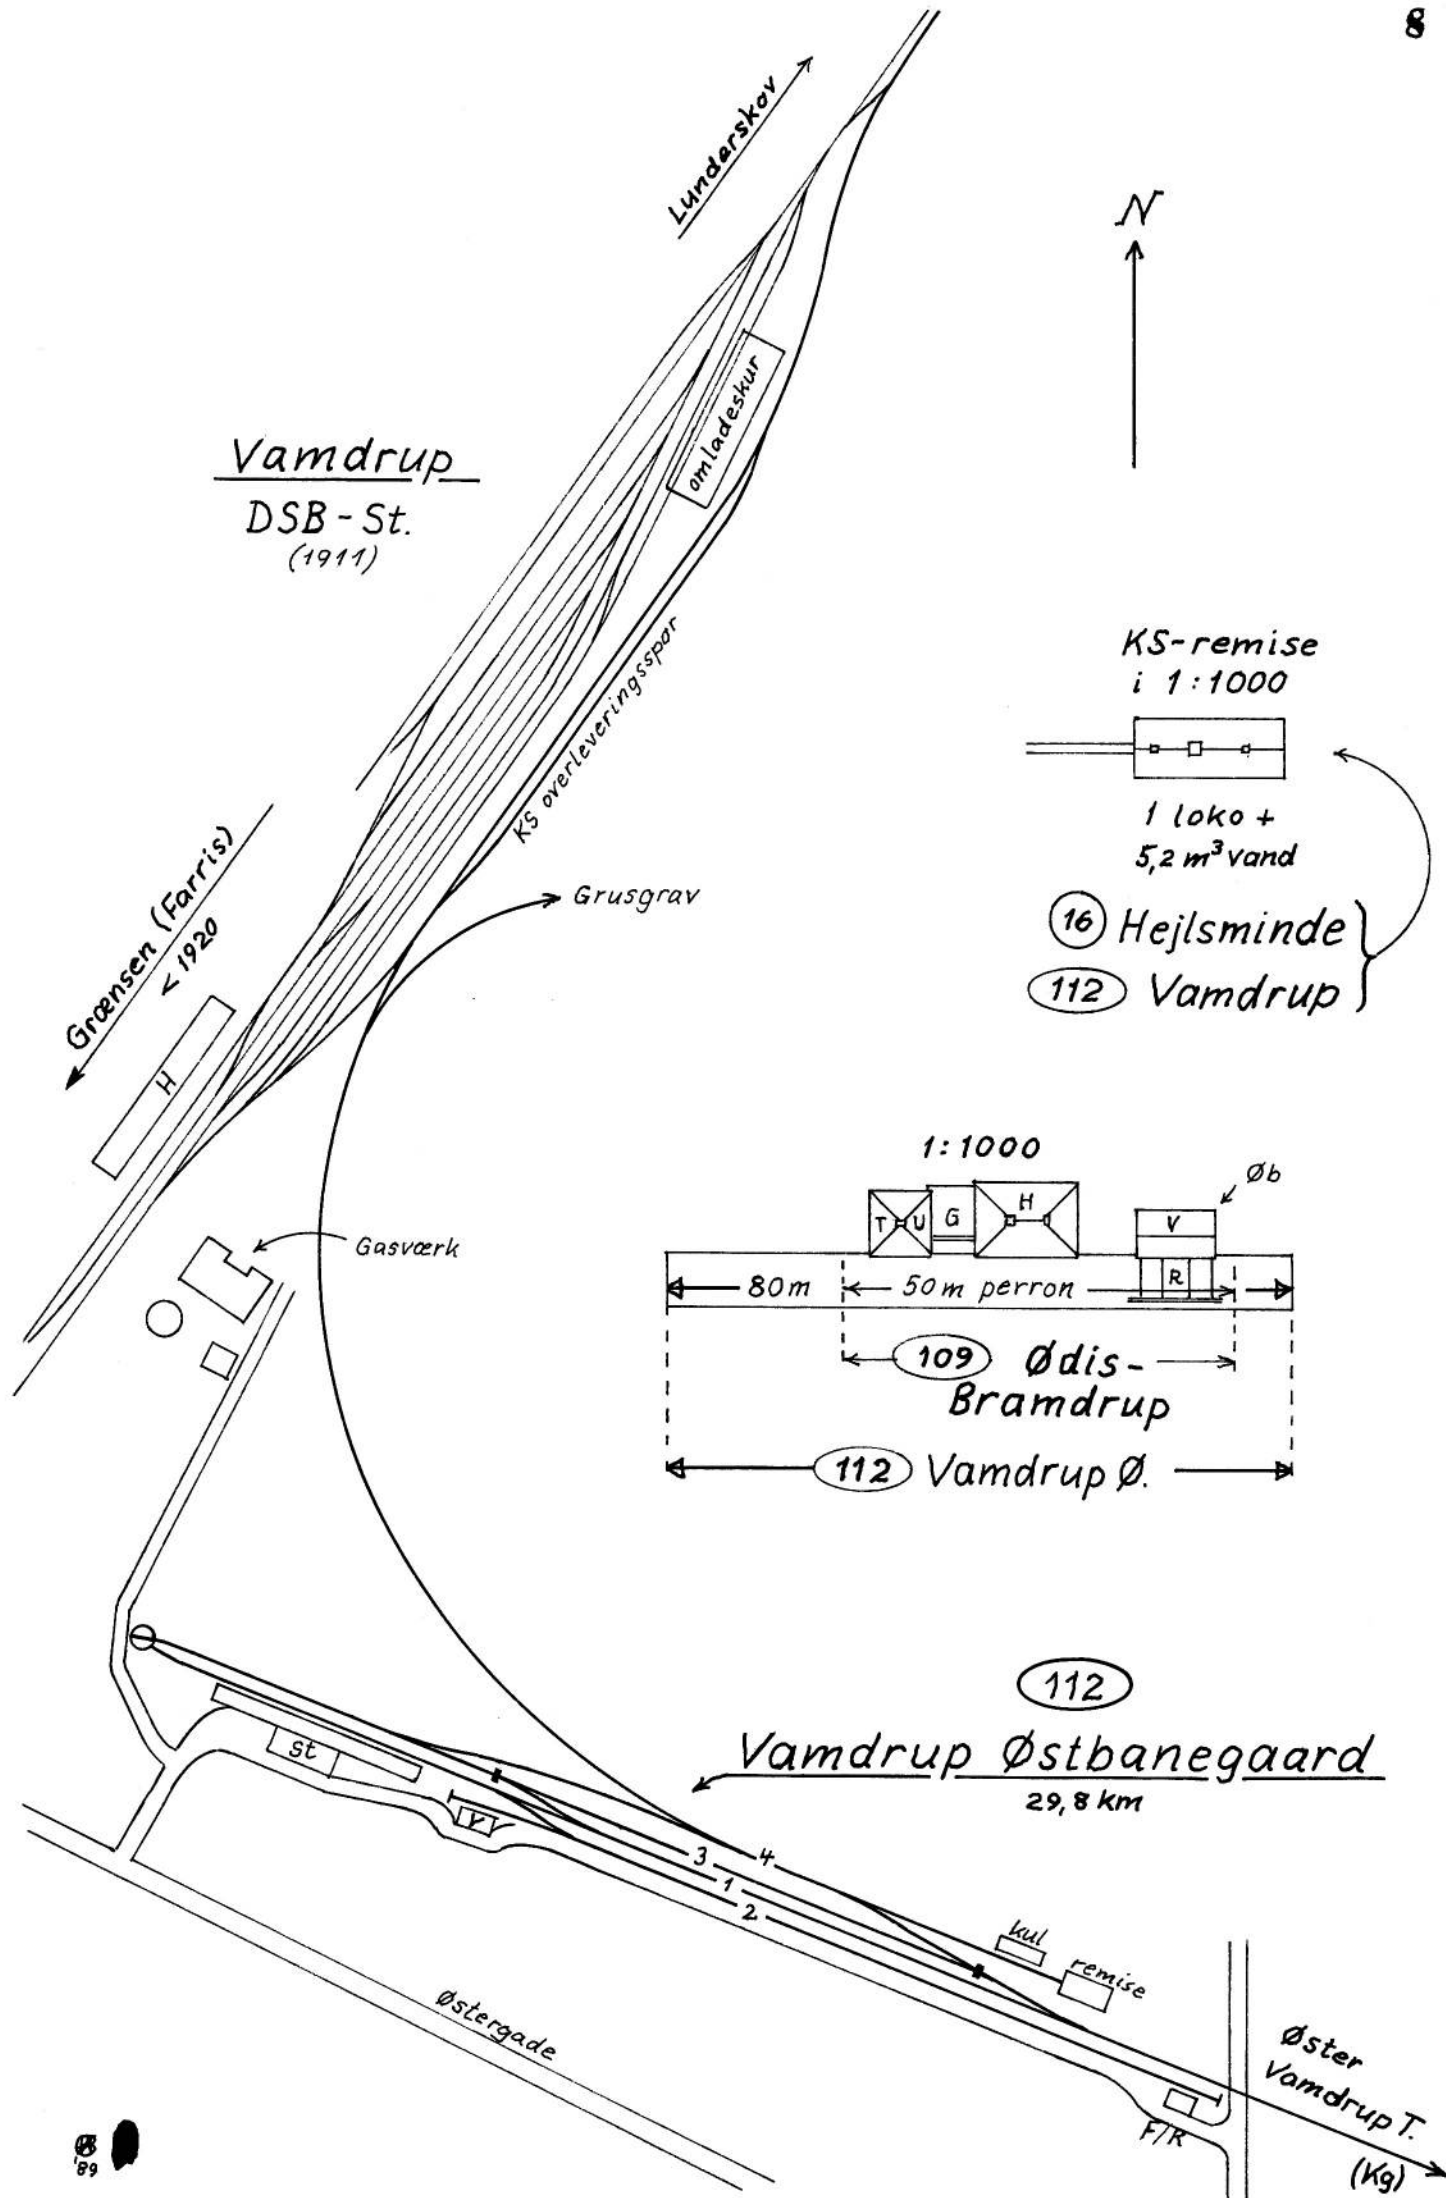 8
Lunderskov
N
omladeskur
Vamdrup
DSB-St.
(1911)
KS overleveringsspor
KS-remise
i 1:1000
1 loko +
5,2 m³ vand
16 Hejlsminde
112 Vamdrup
Grusgrav
Grænsen (Farris)
< 1920
H
1:1000
Øb
T U G H V
R
80m 50m perron
109 Ødis-
Bramdrup
112 Vamdrup Ø.
Gasværk
112
Vamdrup Østbanegaard
29,8 km
st
r
4
3
1
2
kul
remise
Østergade
Øster
Vamdrup T.
(Kg)
F/R
'89